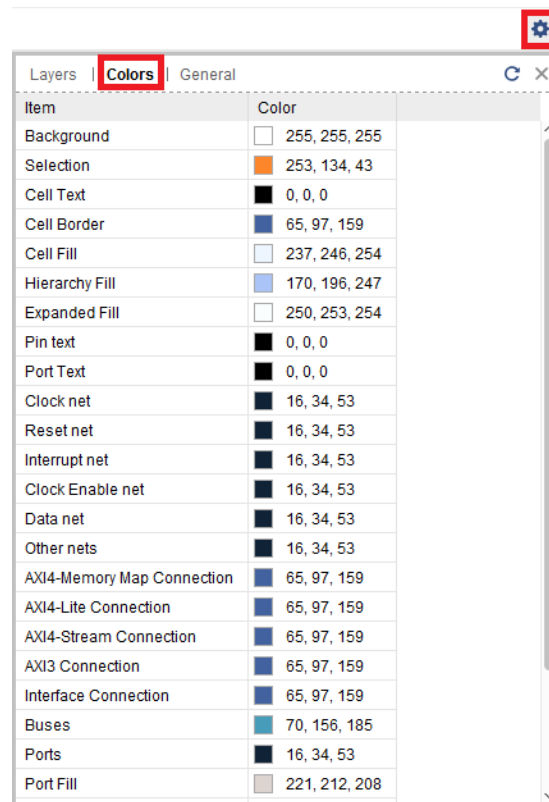 Layers | Colors | General
Item Color
Background 255, 255, 255
Selection 253, 134, 43
Cell Text 0, 0, 0
Cell Border 65, 97, 159
Cell Fill 237, 246, 254
Hierarchy Fill 170, 196, 247
Expanded Fill 250, 253, 254
Pin text 0, 0, 0
Port Text 0, 0, 0
Clock net 16, 34, 53
Reset net 16, 34, 53
Interrupt net 16, 34, 53
Clock Enable net 16, 34, 53
Data net 16, 34, 53
Other nets 16, 34, 53
AXI4-Memory Map Connection 65, 97, 159
AXI4-Lite Connection 65, 97, 159
AXI4-Stream Connection 65, 97, 159
AXI3 Connection 65, 97, 159
Interface Connection 65, 97, 159
Buses 70, 156, 185
Ports 16, 34, 53
Port Fill 221, 212, 208